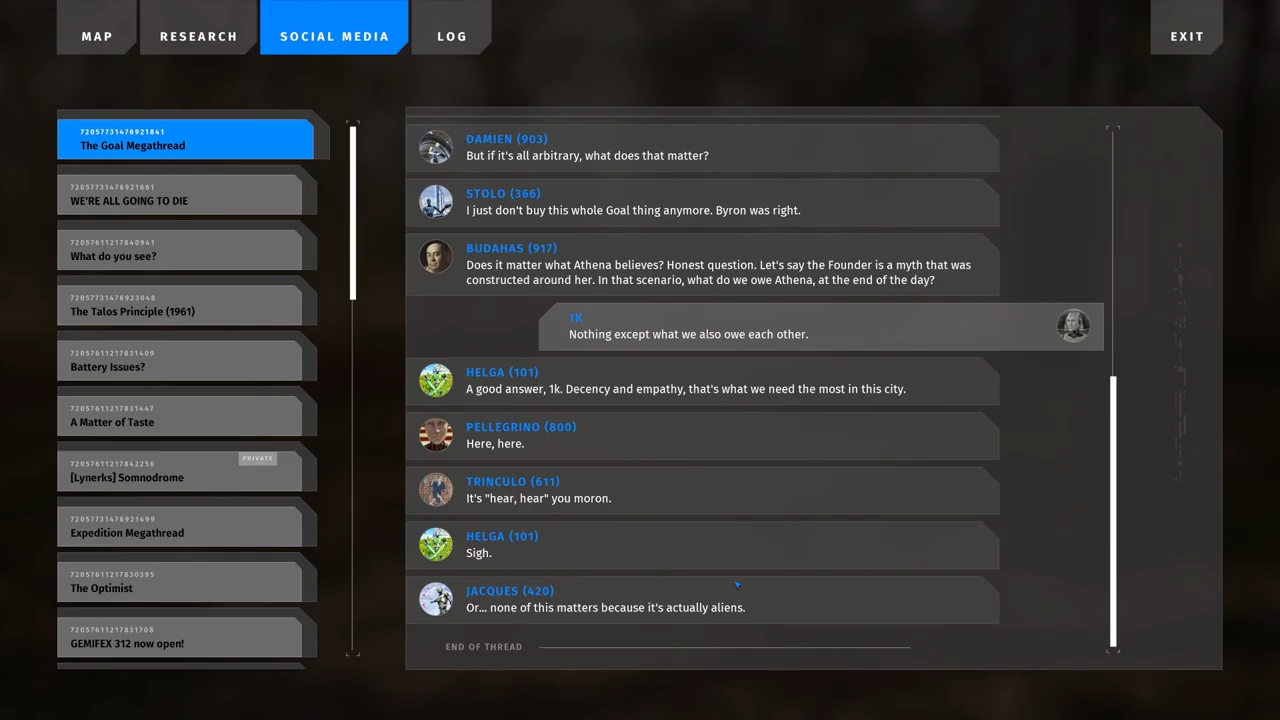 MAP
RESEARCH
SOCIAL MEDIA
LOG
EXIT
72057731476921841
The Goal Megathread
72057731476921661
WE'RE ALL GOING TO DIE
72057611217840941
What do you see?
72057731476923048
The Talos Principle (1961)
72057611217831409
Battery Issues?
72057611217831447
A Matter of Taste
72057611217842256
PRIVATE
[Lynerks] Somnodrome
72057731476921499
Expedition Megathread
72057611217830395
The Optimist
72057611217831708
GEMIFEX 312 now open!
DAMIEN (903)
But if it's all arbitrary, what does that matter?
STOLO (366)
I just don't buy this whole Goal thing anymore. Byron was right.
BUDAHAS (917)
Does it matter what Athena believes? Honest question. Let's say the Founder is a myth that was
constructed around her. In that scenario, what do we owe Athena, at the end of the day?
1K
Nothing except what we also owe each other.
HELGA (101)
A good answer, 1k. Decency and empathy, that's what we need the most in this city.
PELLEGRINO (800)
Here, here.
TRINCULO (611)
It's "hear, hear" you moron.
HELGA (101)
Sigh.
JACQUES (420)
Or... none of this matters because it's actually aliens.
END OF THREAD